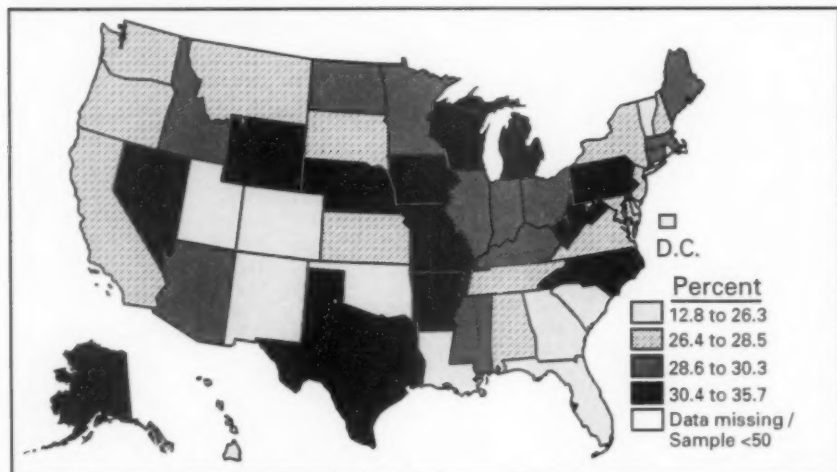 D.C.
Percent
12.8 to 26.3
26.4 to 28.5
28.6 to 30.3
30.4 to 35.7
Data missing /
Sample <50